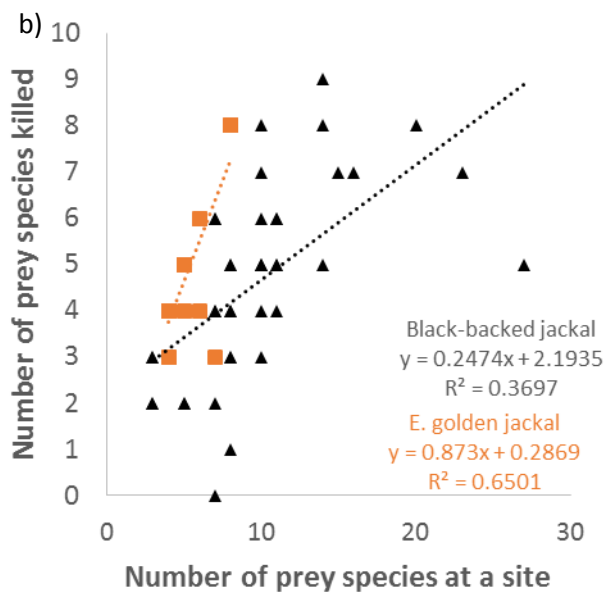 b)
Number of prey species killed
10
9
8
7
6
5
4
3
2
1
0
Black-backed jackal
y = 0.2474x + 2.1935
R² = 0.3697
E. golden jackal
y = 0.873x + 0.2869
R² = 0.6501
0 10 20 30
Number of prey species at a site